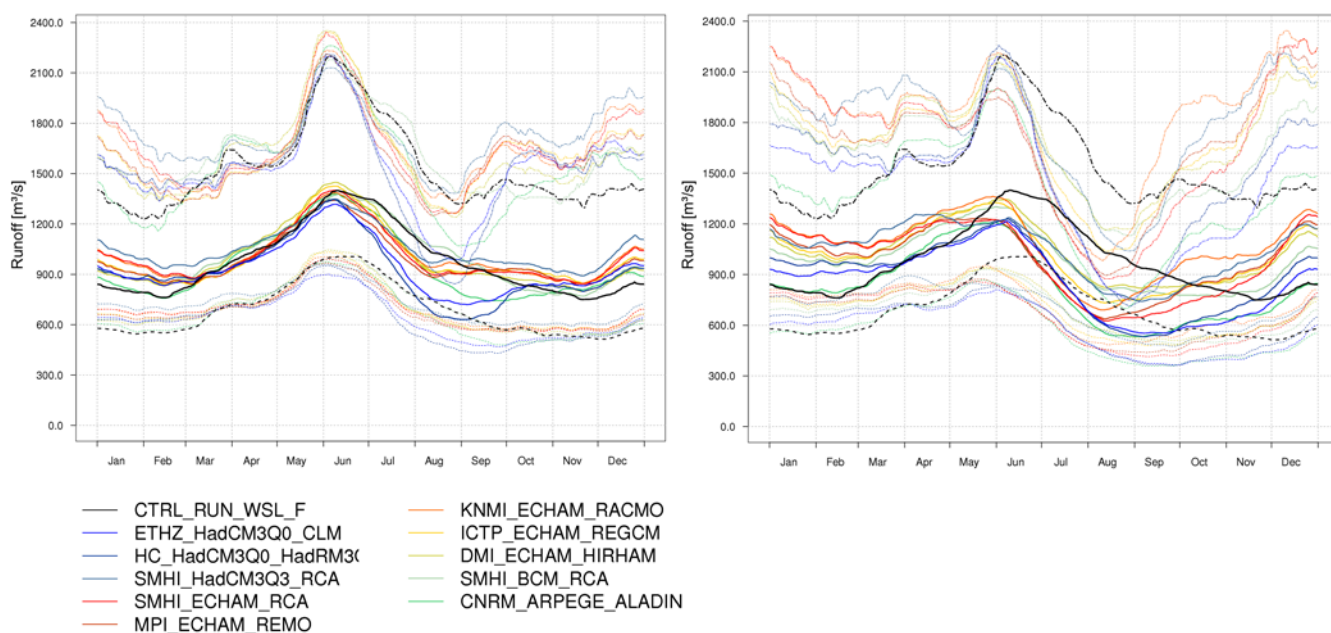 2400.0
2100.0
1800.0
1500.0
1200.0
900.0
600.0
300.0
0.0
Runoff [m³/s]
Jan Feb Mar Apr May Jun Jul Aug Sep Oct Nov Dec
2400.0
2100.0
1800.0
1500.0
1200.0
900.0
600.0
300.0
0.0
Runoff [m³/s]
Jan Feb Mar Apr May Jun Jul Aug Sep Oct Nov Dec
CTRL_RUN_WSL_F
ETHZ_HadCM3Q0_CLM
HC_HadCM3Q0_HadRM3(
SMHI_HadCM3Q3_RCA
SMHI_ECHAM_RCA
MPI_ECHAM_REMO
KNMI_ECHAM_RACMO
ICTP_ECHAM_REGCM
DMI_ECHAM_HIRHAM
SMHI_BCM_RCA
CNRM_ARPEGE_ALADIN